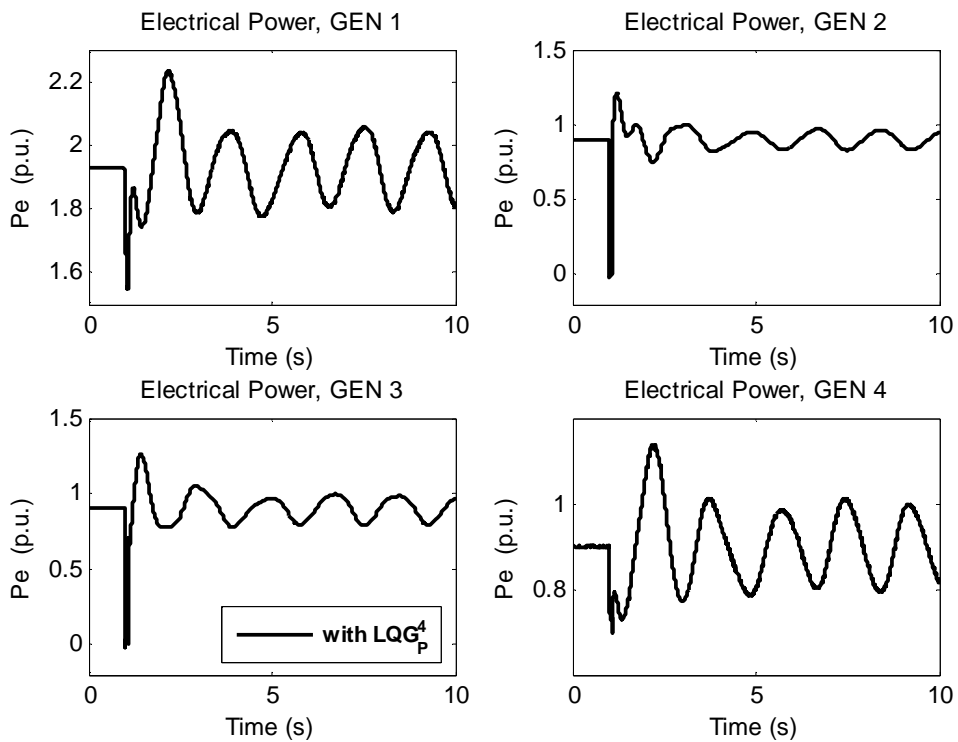 Electrical Power, GEN 1
2.2
2
1.8
1.6
Pe (p.u.)
0
5
10
Time (s)
Electrical Power, GEN 2
1.5
1
0.5
0
Pe (p.u.)
0
5
10
Time (s)
Electrical Power, GEN 3
1.5
1
0.5
0
Pe (p.u.)
with LQG_P^4
0
5
10
Time (s)
Electrical Power, GEN 4
1
0.8
Pe (p.u.)
0
5
10
Time (s)